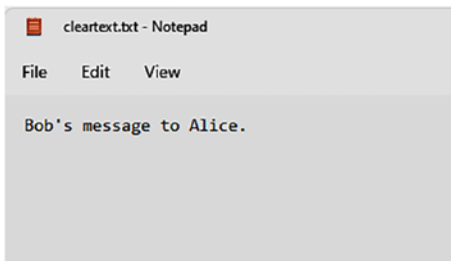 cleartext.txt - Notepad
File Edit View
Bob's message to Alice.